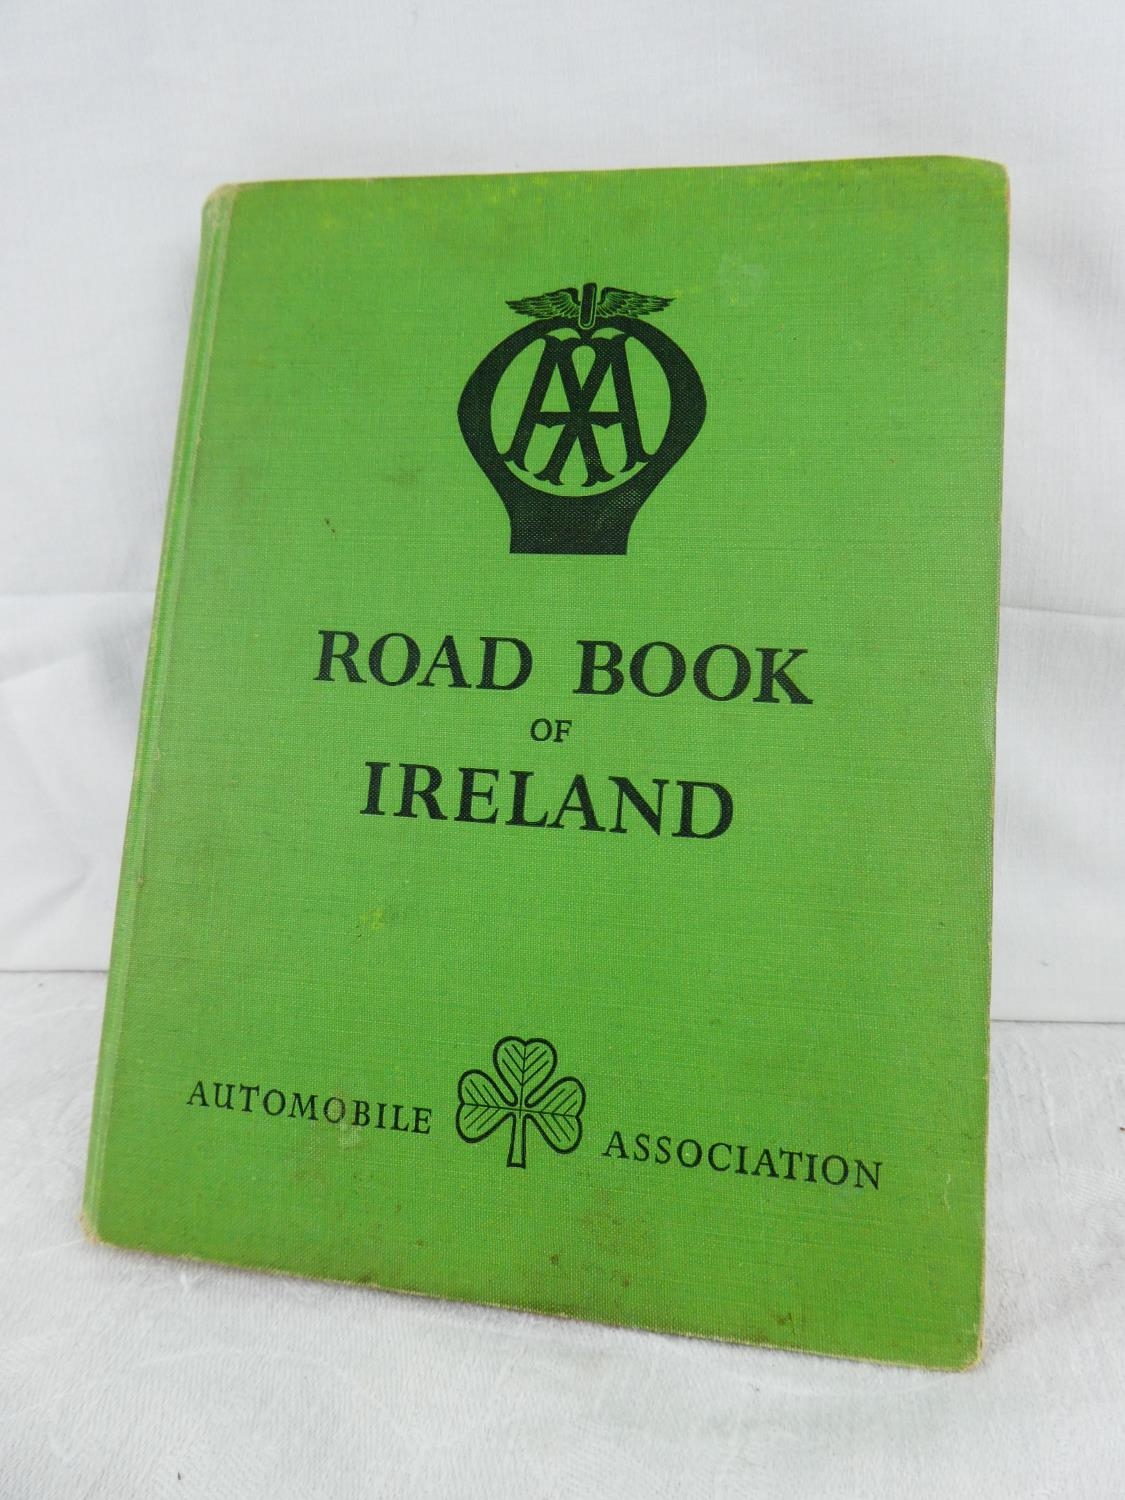 AA
ROAD BOOK
OF
IRELAND
AUTOMOBILE ASSOCIATION